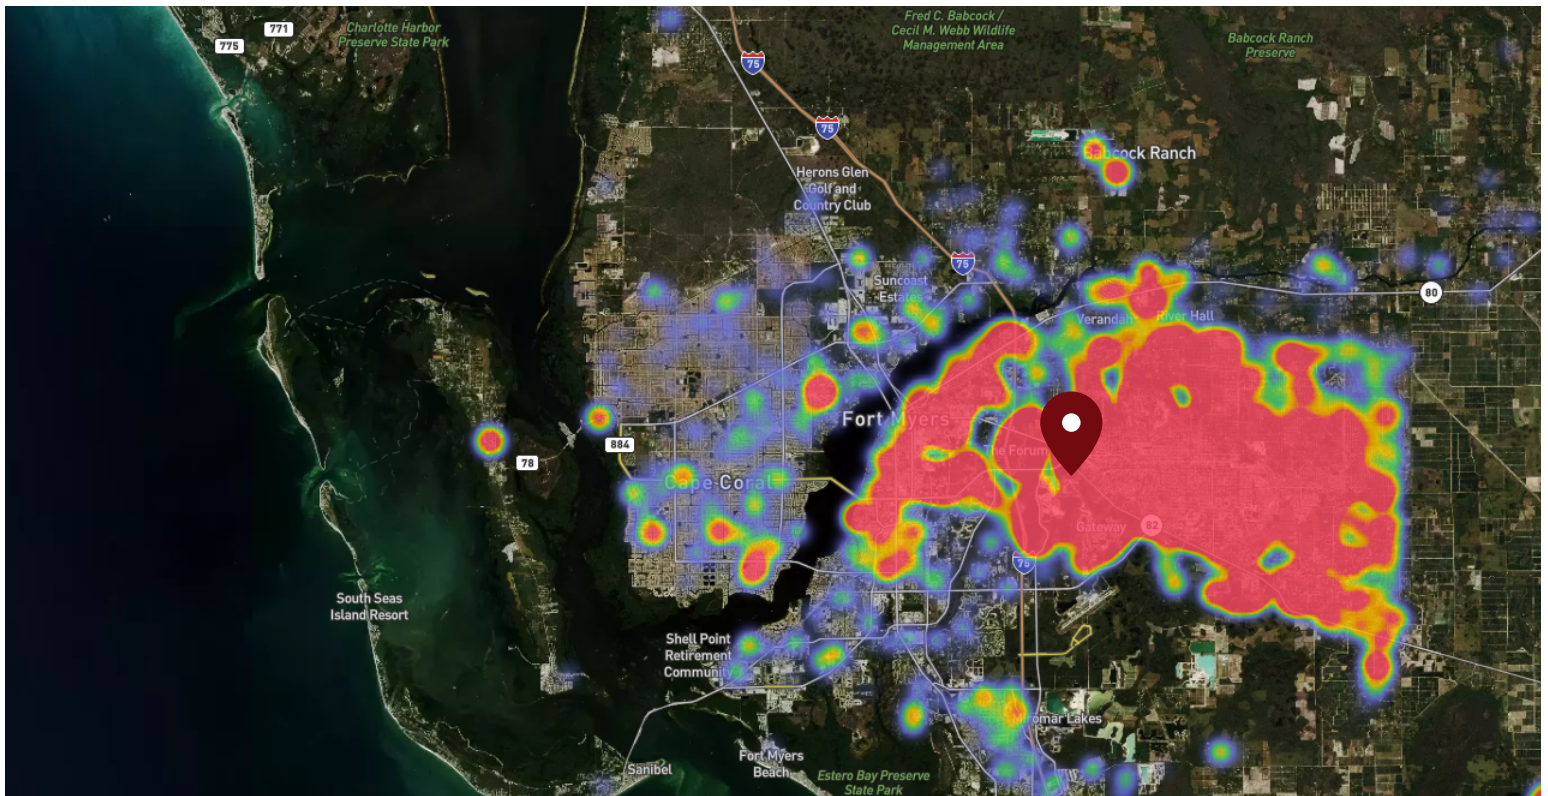 771
775
Charlotte Harbor
Preserve State Park
Fred C. Babcock /
Cecil M. Webb Wildlife
Management Area
Babcock Ranch
Preserve
75
75
Babcock Ranch
Herons Glen
Golf and
Country Club
75
Suncoast
Estates
80
Verandah
River Hall
Fort Myers
884
The Forum
78
Cape Coral
Gateway
82
75
South Seas
Island Resort
Shell Point
Retirement
Community
Miromar Lakes
Sanibel
Fort Myers
Beach
Estero Bay Preserve
State Park